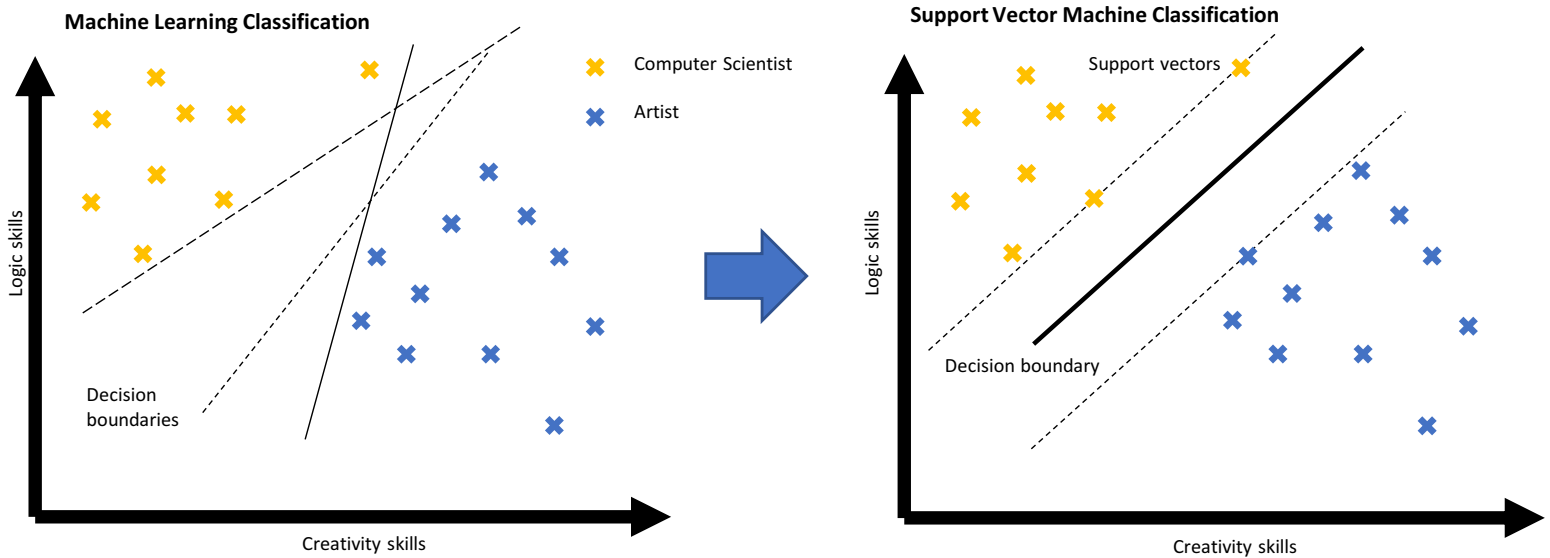 Machine Learning Classification
Computer Scientist
Artist
Logic skills
Decision
boundaries
Creativity skills
Support Vector Machine Classification
Support vectors
Logic skills
Decision boundary
Creativity skills